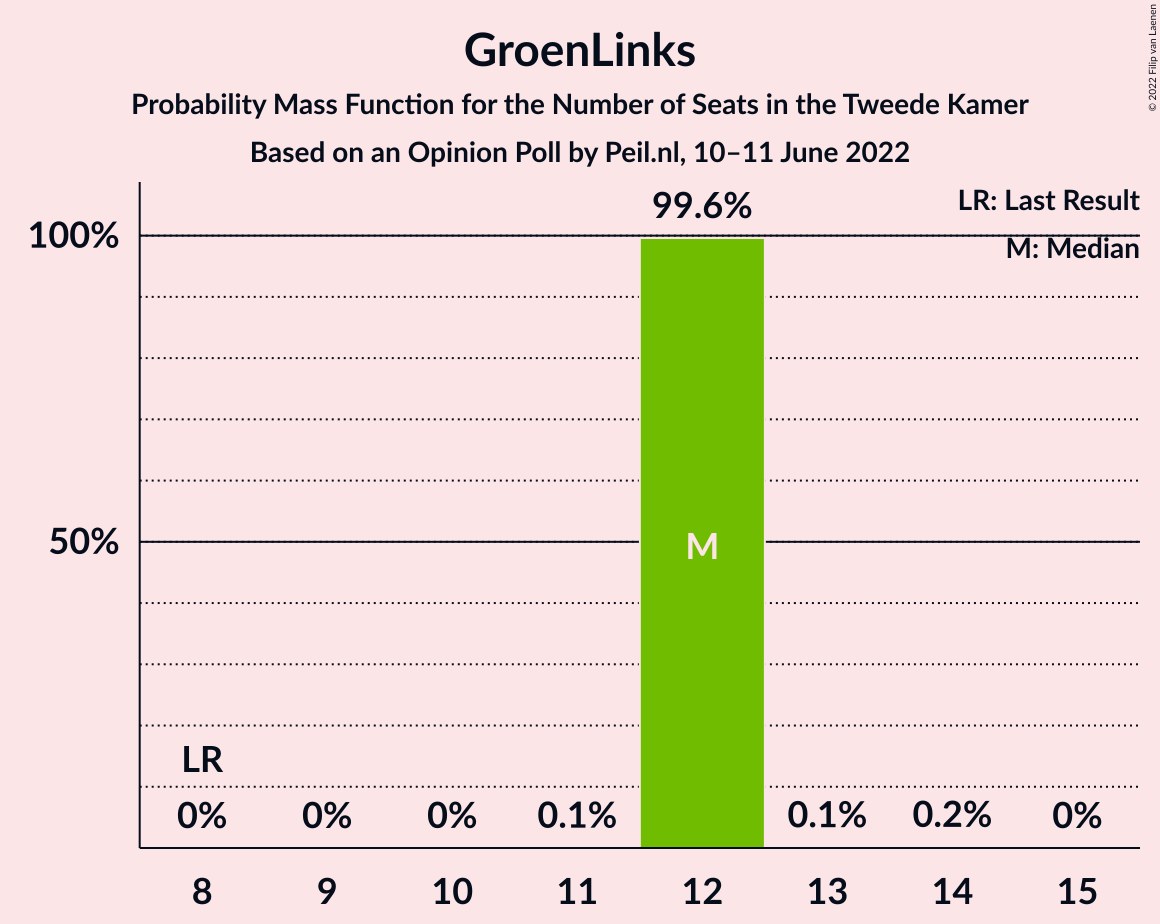 GroenLinks
Probability Mass Function for the Number of Seats in the Tweede Kamer
Based on an Opinion Poll by Peil.nl, 10–11 June 2022
© 2022 Filip van Laenen
LR: Last Result
M: Median
99.6%
100%
50%
M
LR
0% 0% 0% 0.1% 0.1% 0.2% 0%
8 9 10 11 12 13 14 15